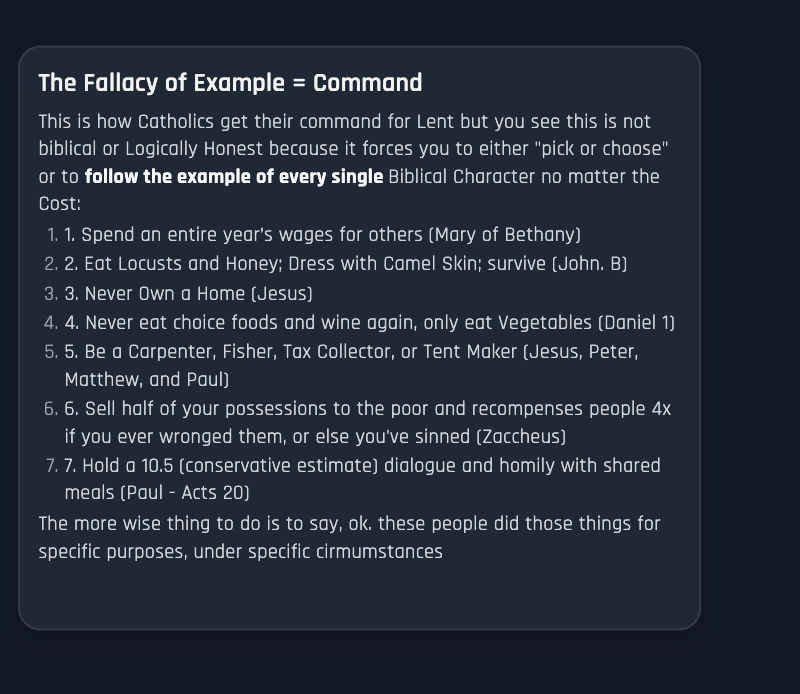 The Fallacy of Example = Command
This is how Catholics get their command for Lent but you see this is not
biblical or Logically Honest because it forces you to either "pick or choose"
or to follow the example of every single Biblical Character no matter the
Cost:
1. 1. Spend an entire year's wages for others (Mary of Bethany)
2. 2. Eat Locusts and Honey; Dress with Camel Skin; survive (John. B)
3. 3. Never Own a Home (Jesus)
4. 4. Never eat choice foods and wine again, only eat Vegetables (Daniel 1)
5. 5. Be a Carpenter, Fisher, Tax Collector, or Tent Maker (Jesus, Peter,
Matthew, and Paul)
6. 6. Sell half of your possessions to the poor and recompenses people 4x
if you ever wronged them, or else you've sinned (Zaccheus)
7. 7. Hold a 10.5 (conservative estimate) dialogue and homily with shared
meals (Paul - Acts 20)
The more wise thing to do is to say, ok. these people did those things for
specific purposes, under specific cirmumstances